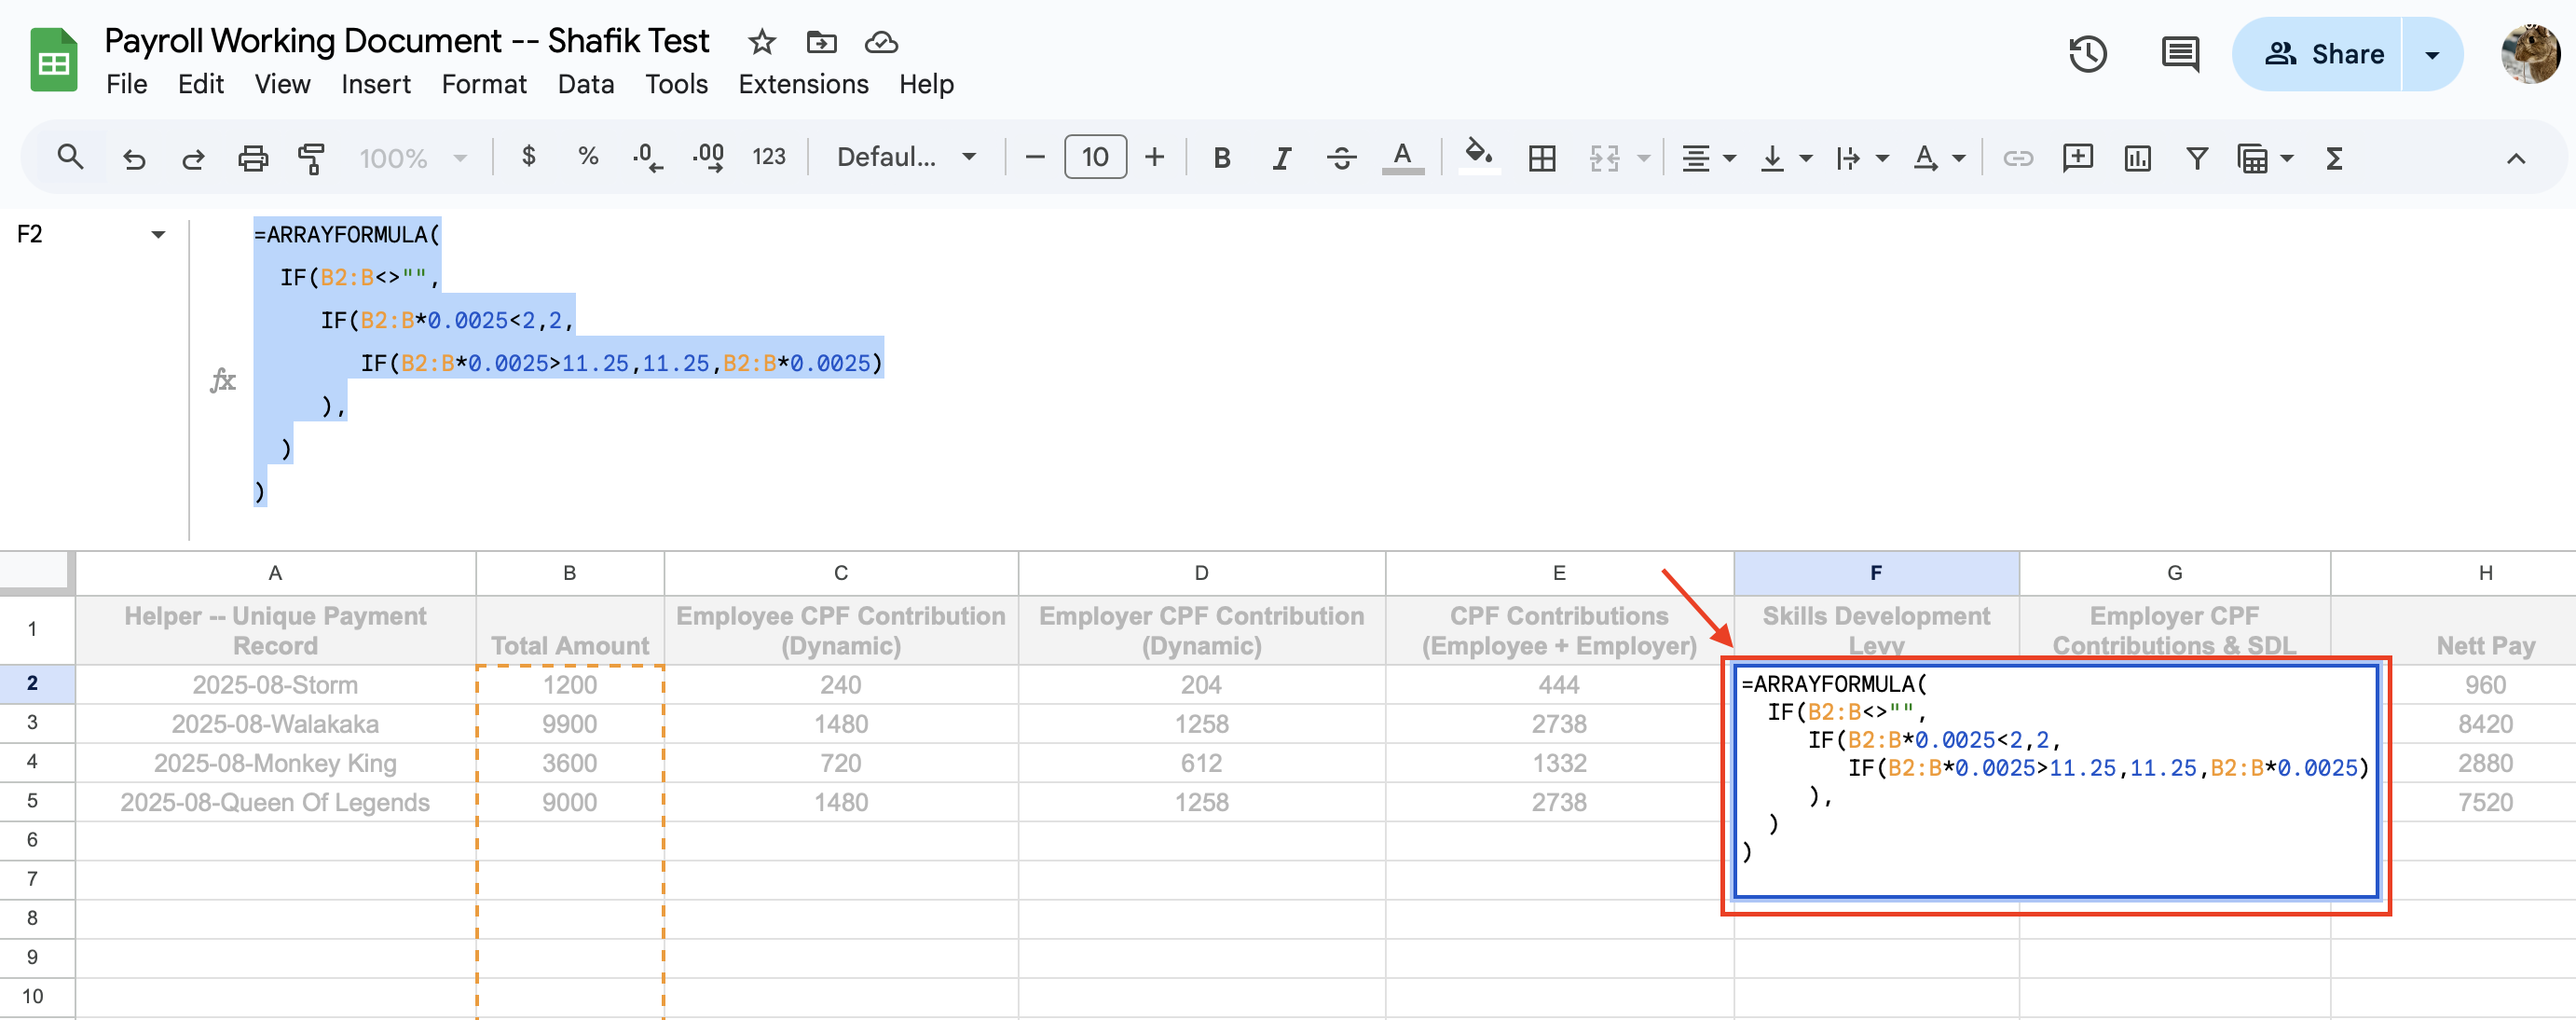 Payroll Working Document -- Shafik Test
File Edit View Insert Format Data Tools Extensions Help
Share
100% $ % .0 .00 123 Defaul... 10 B I S A A Σ
F2
fx
=ARRAYFORMULA(
IF(B2:B<>"",
IF(B2:B*0.0025<2,2,
IF(B2:B*0.0025>11.25,11.25,B2:B*0.0025)
),
)
)
A B C D E F G H
1 Helper -- Unique Payment Record Total Amount Employee CPF Contribution (Dynamic) Employer CPF Contribution (Dynamic) CPF Contributions (Employee + Employer) Skills Development Levy Employer CPF Contributions & SDL Nett Pay
2 2025-08-Storm 1200 240 204 444 960
3 2025-08-Walakaka 9900 1480 1258 2738 8420
4 2025-08-Monkey King 3600 720 612 1332 2880
5 2025-08-Queen Of Legends 9000 1480 1258 2738 7520
=ARRAYFORMULA(
IF(B2:B<>"",
IF(B2:B*0.0025<2,2,
IF(B2:B*0.0025>11.25,11.25,B2:B*0.0025)
),
)
)
6
7
8
9
10